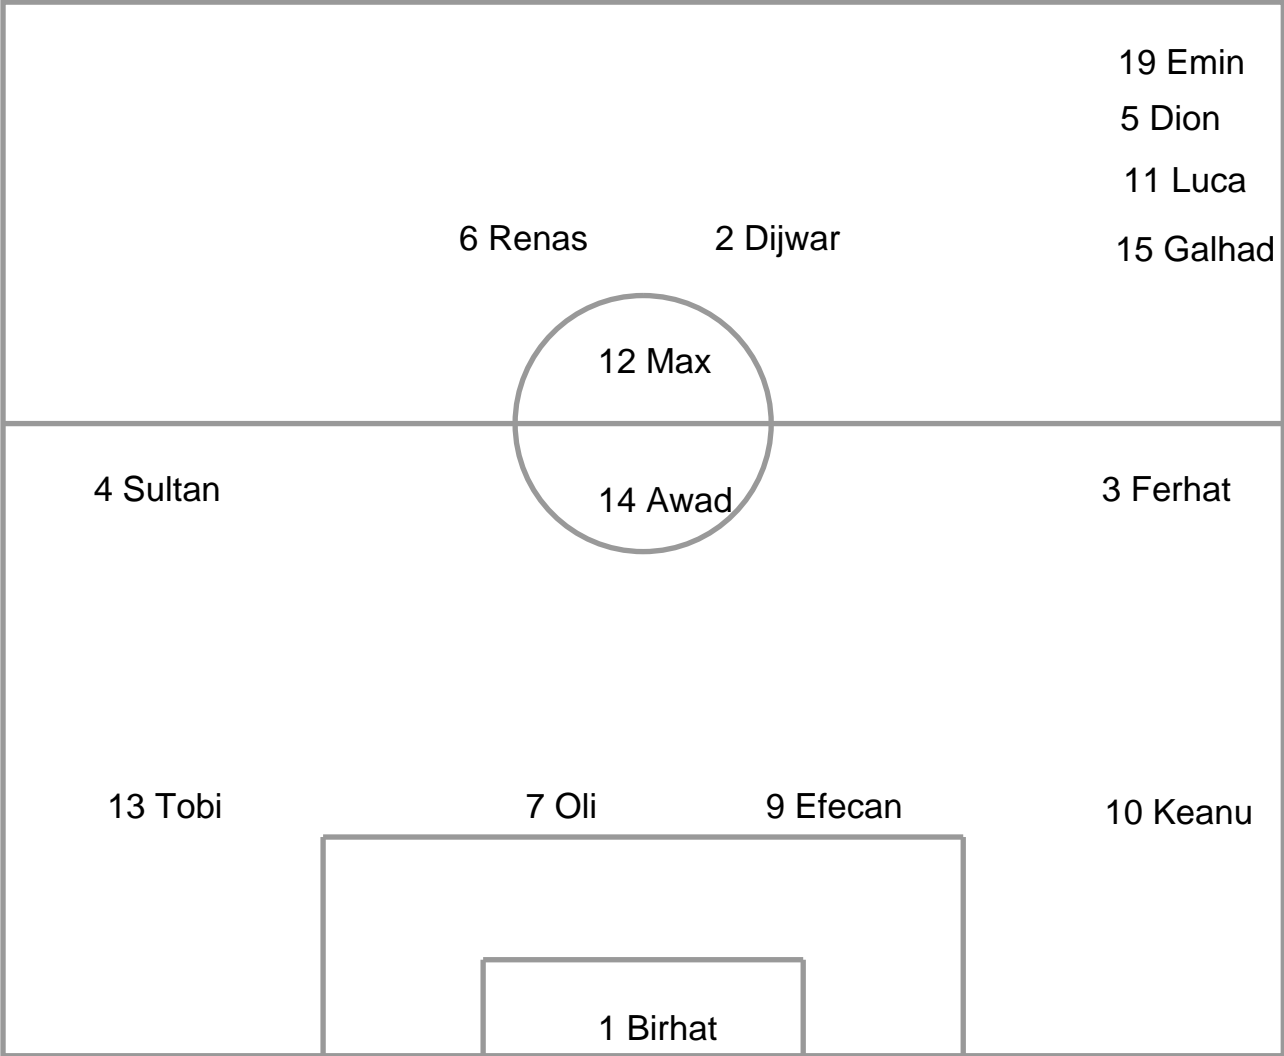 19 Emin
5 Dion
11 Luca
6 Renas
2 Dijwar
15 Galhad
12 Max
4 Sultan
14 Awad
3 Ferhat
13 Tobi
7 Oli
9 Efecan
10 Keanu
1 Birhat